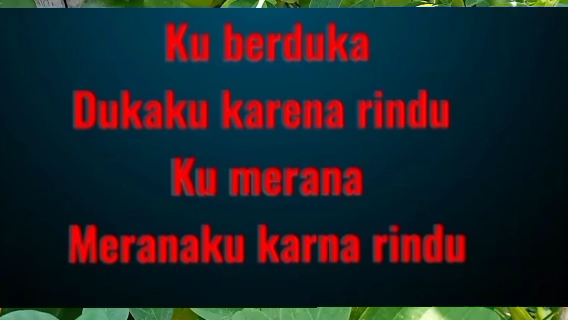 Ku berduka
Dukaku karena rindu
Ku merana
Meranaku karna rindu